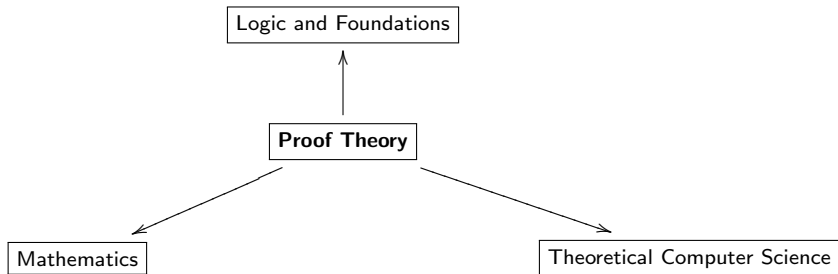 Logic and Foundations
Proof Theory
Mathematics
Theoretical Computer Science